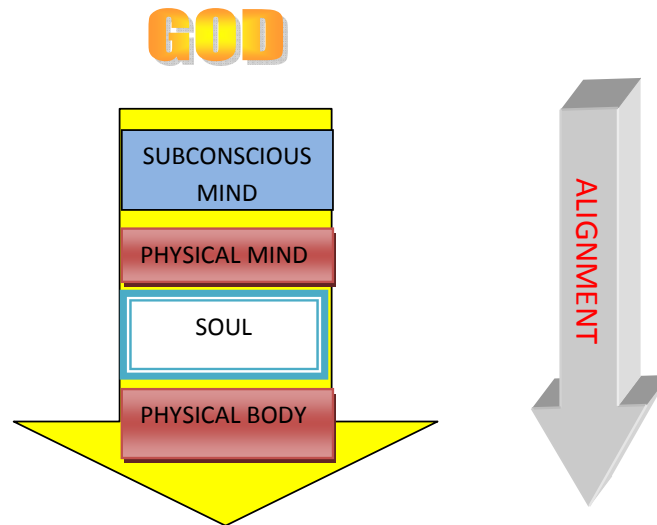 GOD
SUBCONSCIOUS
MIND
PHYSICAL MIND
SOUL
PHYSICAL BODY
ALIGNMENT